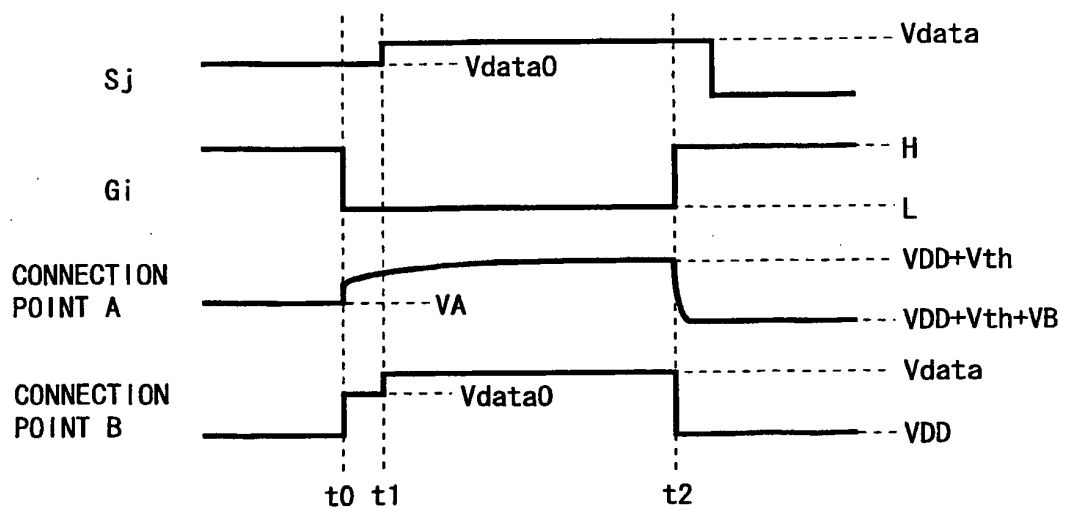 Sj
Vdata
Vdata0
Gi
H
L
CONNECTION
POINT A
VDD+Vth
VA
VDD+Vth+VB
CONNECTION
POINT B
Vdata
Vdata0
VDD
t0 t1 t2